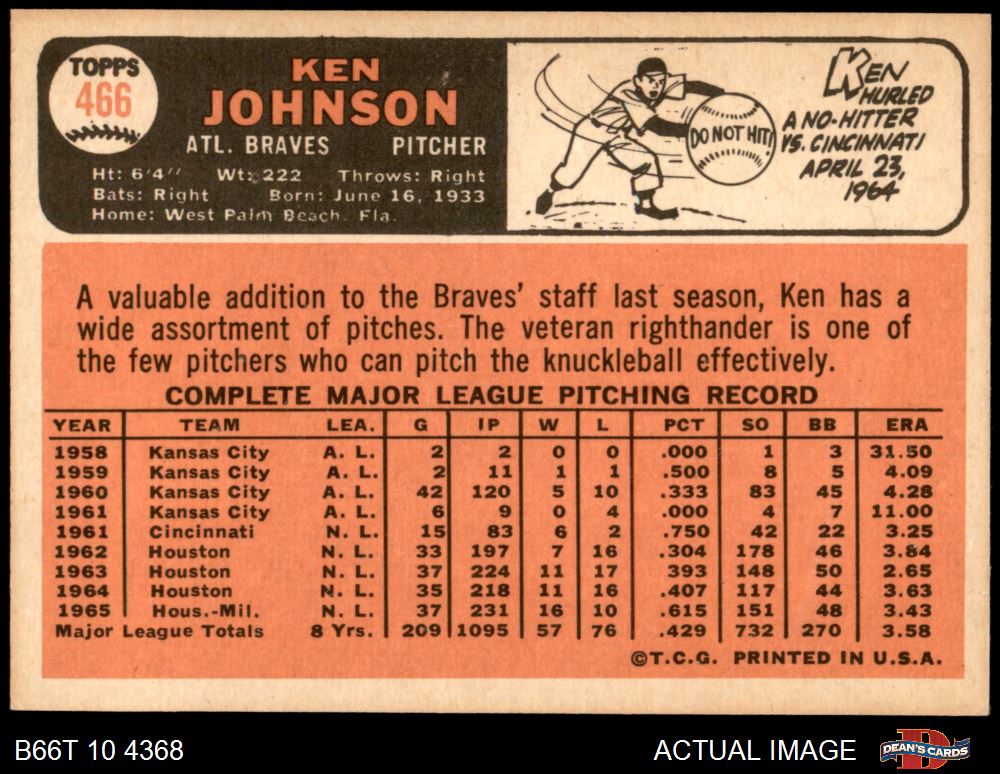 TOPPS
466
KEN
JOHNSON
ATL. BRAVES PITCHER
Ht: 6'4" Wt: 222 Throws: Right
Bats: Right Born: June 16, 1933
Home: West Palm Beach, Fla.
DO NOT HIT!
KEN
HURLED
A NO-HITTER
VS. CINCINNATI
APRIL 23,
1964
A valuable addition to the Braves' staff last season, Ken has a
wide assortment of pitches. The veteran righthander is one of
the few pitchers who can pitch the knuckleball effectively.
COMPLETE MAJOR LEAGUE PITCHING RECORD
YEAR TEAM LEA. G IP W L PCT SO BB ERA
1958 Kansas City A. L. 2 2 0 0 .000 1 3 31.50
1959 Kansas City A. L. 2 11 1 1 .500 8 5 4.09
1960 Kansas City A. L. 42 120 5 10 .333 83 45 4.28
1961 Kansas City A. L. 6 9 0 4 .000 4 7 11.00
1961 Cincinnati N. L. 15 83 6 2 .750 42 22 3.25
1962 Houston N. L. 33 197 7 16 .304 178 46 3.84
1963 Houston N. L. 37 224 11 17 393 148 50 2.65
1964 Houston N. L. 35 218 11 16 .407 117 44 3.63
1965 Hous.-Mil. N. L. 37 231 16 10 .615 151 48 3.43
Major League Totals 8 Yrs. 209 1095 57 76 .429 732 270 3.58
©T.C.G. PRINTED IN U.S.A.
B66T 10 4368 ACTUAL IMAGE
DEAN'S CARDS